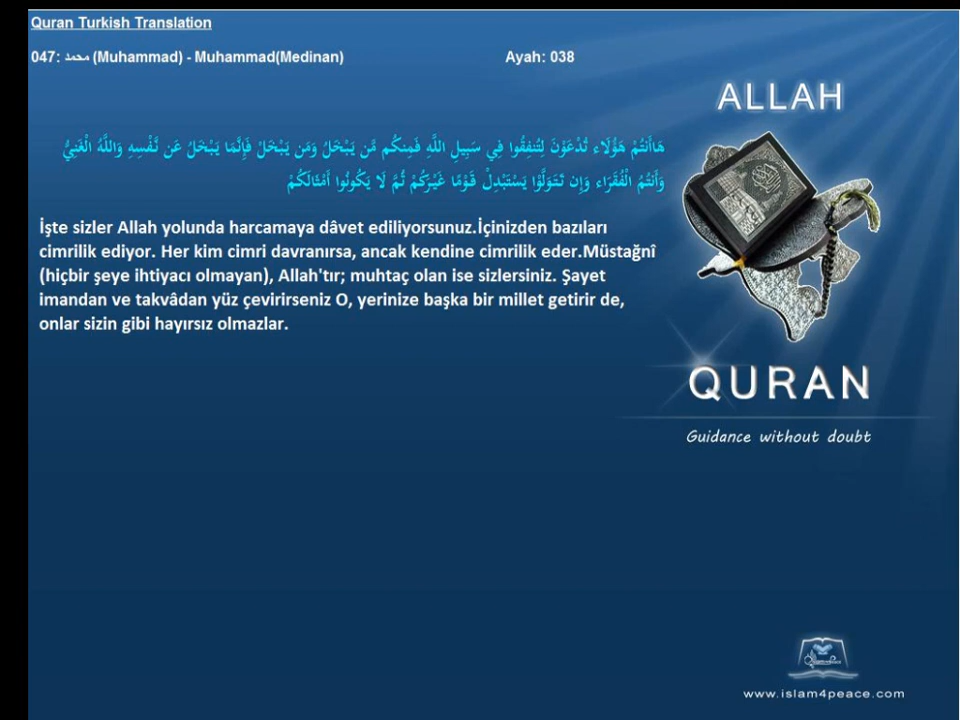 Quran Turkish Translation
047: محمد (Muhammad) - Muhammad(Medinan) Ayah: 038
ALLAH
هَاأَنتُمْ هَؤُلَاء تُدْعَوْنَ لِتُنفِقُوا فِي سَبِيلِ اللَّهِ فَمِنكُم مَّن يَبْخَلُ وَمَن يَبْخَلْ فَإِنَّمَا يَبْخَلُ عَن نَّفْسِهِ وَاللَّهُ الْغَنِيُّ
وَأَنتُمُ الْفُقَرَاء وَإِن تَتَوَلَّوْا يَسْتَبْدِلْ قَوْمًا غَيْرَكُمْ ثُمَّ لَا يَكُونُوا أَمْثَالَكُمْ
İşte sizler Allah yolunda harcamaya dâvet ediliyorsunuz.İçinizden bazıları
cimrilik ediyor. Her kim cimri davranırsa, ancak kendine cimrilik eder.Müstağnî
(hiçbir şeye ihtiyacı olmayan), Allah'tır; muhtaç olan ise sizlersiniz. Şayet
imandan ve takvâdan yüz çevirirseniz O, yerinize başka bir millet getirir de,
onlar sizin gibi hayırsız olmazlar.
QURAN
Guidance without doubt
www.islam4peace.com